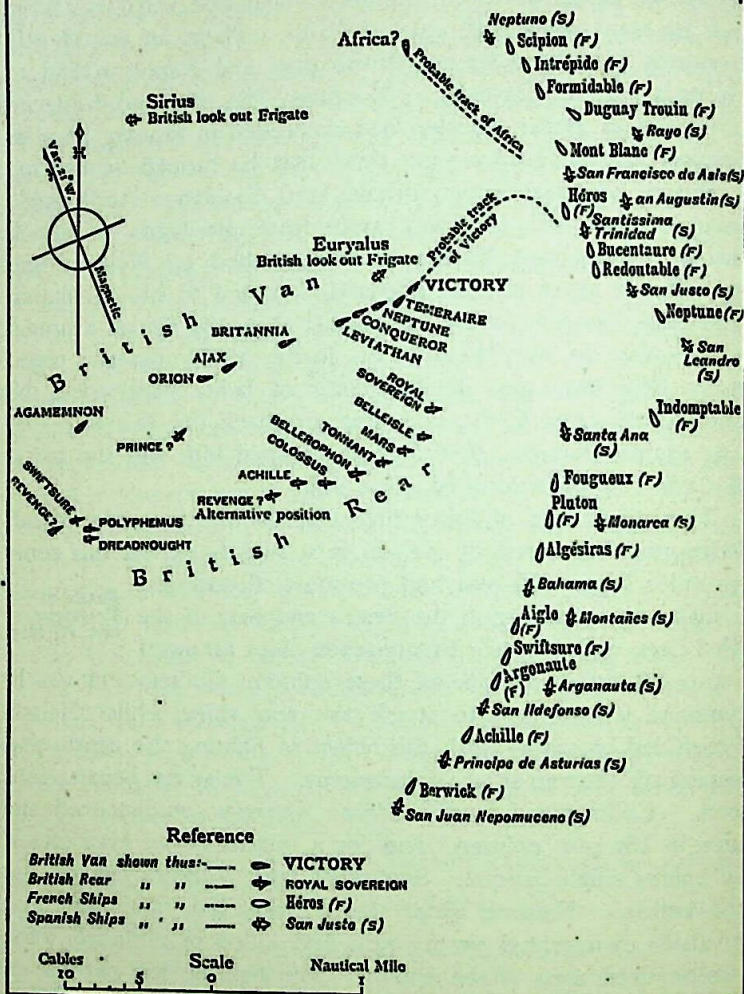 Neptuno (S)
Africa?
Scipion (F)
Intrépide (F)
Probable track of Africa
Formidable (F)
Sirius
British look out Frigate
Duguay Trouin (F)
Rayo (S)
Var. 21°W.
Magnetic
Mont Blanc (F)
San Francisco de Asis (S)
Héros
(F)
an Augustin (S)
Probable track
of Victory
Santissima
Trinidad (S)
Euryalus
British look out Frigate
Bucentaure (F)
Redoutable (F)
British Van
VICTORY
San Justo (S)
TEMERAIRE
NEPTUNE
CONQUEROR
LEVIATHAN
Neptune (F)
BRITANNIA
San
Leandro
(S)
AJAX
ORION
ROYAL
SOVEREIGN
AGAMEMNON
BELLEISLE
Indomptable
(F)
MARS
TONNANT
BELLEROPHON
COLOSSUS
PRINCE?
Santa Ana
(S)
ACHILLE
Fougueux (F)
SWIFTSURE
REVENGE?
REVENGE?
Alternative position
British Rear
Pluton
(F)
Monarca (S)
POLYPHEMUS
DREADNOUGHT
Algésiras (F)
Bahama (S)
Aigle
(F)
Montañes (S)
Swiftsure (F)
Argonaute
(F)
Arganauta (S)
San Ildefonso (S)
Achille (F)
Principe de Asturias (S)
Berwick (F)
San Juan Nepomuceno (S)
Reference
British Van shown thus:- VICTORY
British Rear " " ROYAL SOVEREIGN
French Ships " " Héros (F)
Spanish Ships " " San Justo (S)
Cables Scale Nautical Mile
10 5 0 1